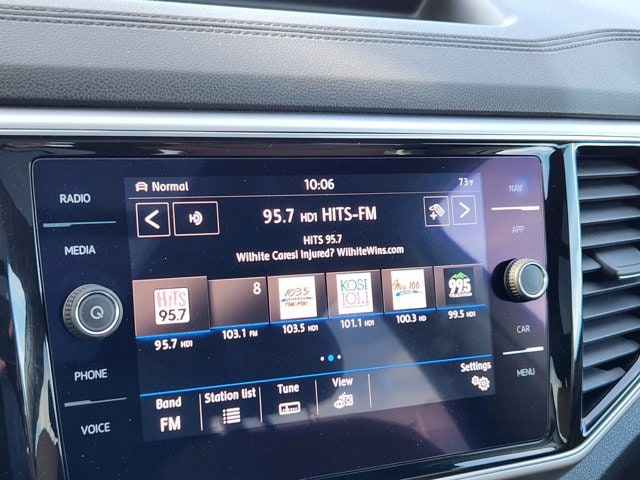 RADIO
MEDIA
PHONE
VOICE
Normal
10:06
73°F
95.7 HD1 HITS-FM
HITS 95.7
Wilhite Cares! Injured? WilhiteWins.com
HiTS 95.7
8
103.5
KOSI 101.1
Mix 100
99.5
95.7 HD1
103.1 FM
103.5 HD1
101.1 HD1
100.3 HD
99.5 HD1
Band
FM
Station list
Tune
View
Settings
NAV
APP
CAR
MENU